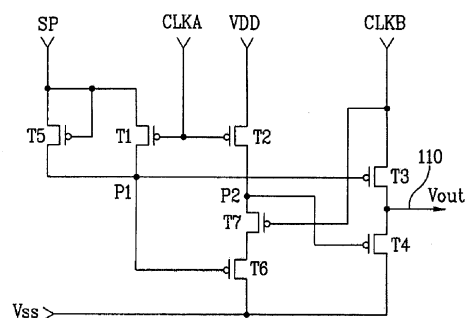 SP CLKA VDD CLKB
T5 T1 T2
110
T3
P1 P2 Vout
T7 T4
T6
Vss